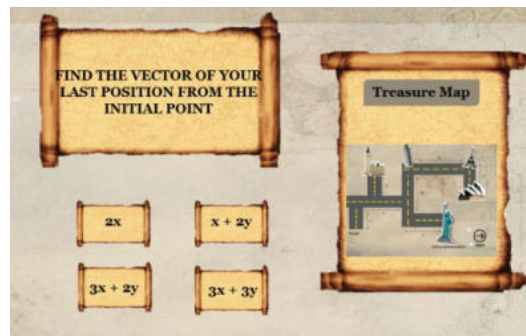 FIND THE VECTOR OF YOUR
LAST POSITION FROM THE
INITIAL POINT
Treasure Map
2x
x + 2y
3x + 2y
3x + 3y